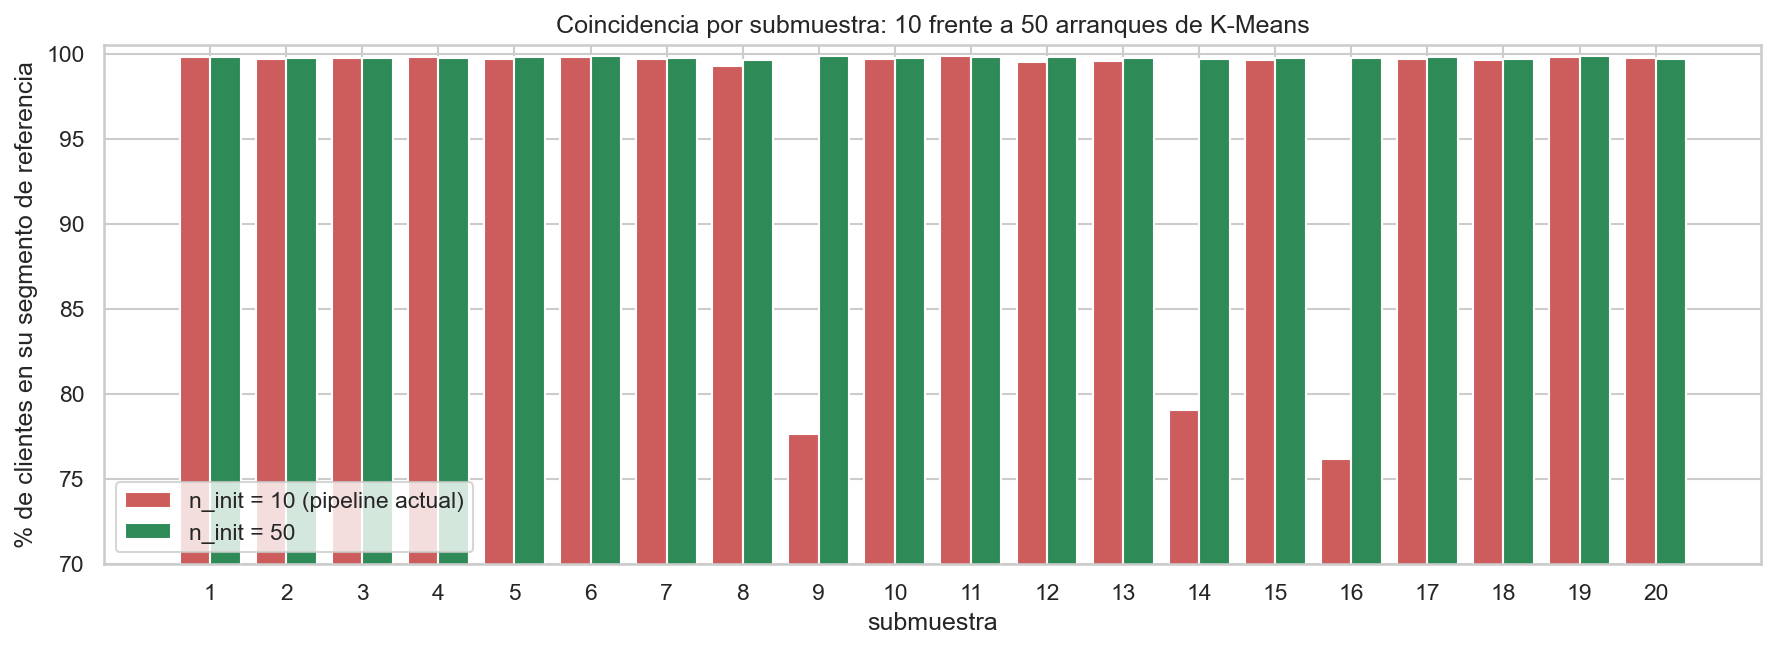 Coincidencia por submuestra: 10 frente a 50 arranques de K-Means
% de clientes en su segmento de referencia
100
95
90
85
80
75
70
n_init = 10 (pipeline actual)
n_init = 50
1 2 3 4 5 6 7 8 9 10 11 12 13 14 15 16 17 18 19 20
submuestra